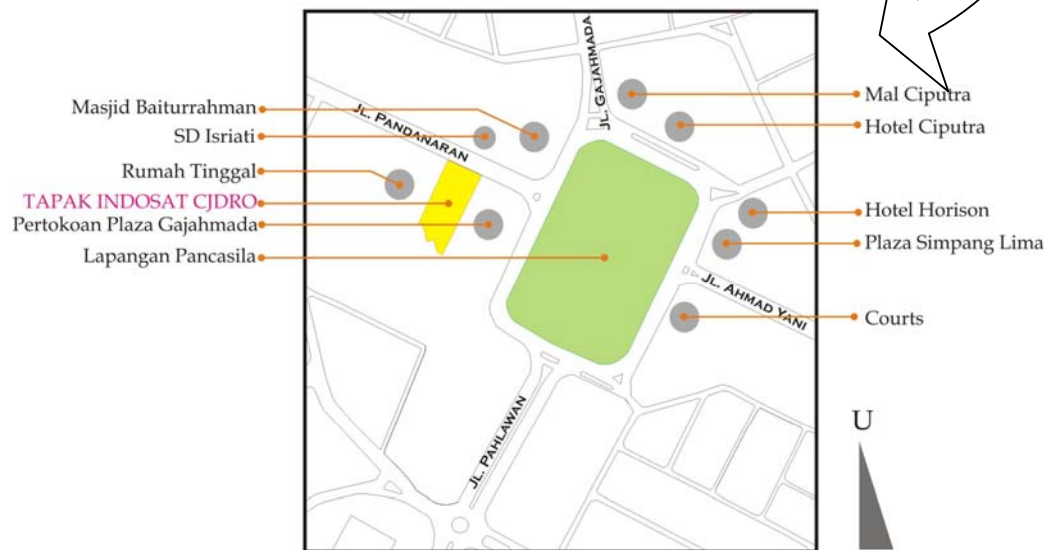 Masjid Baiturrahman
SD Isriati
Rumah Tinggal
TAPAK INDOSAT CJDRO
Pertokoan Plaza Gajahmada
Lapangan Pancasila
JL. PANDANARAN
JL. GAJAHMADA
JL. AHMAD YANI
JL. PAHLAWAN
Mal Ciputra
Hotel Ciputra
Hotel Horison
Plaza Simpang Lima
Courts
U